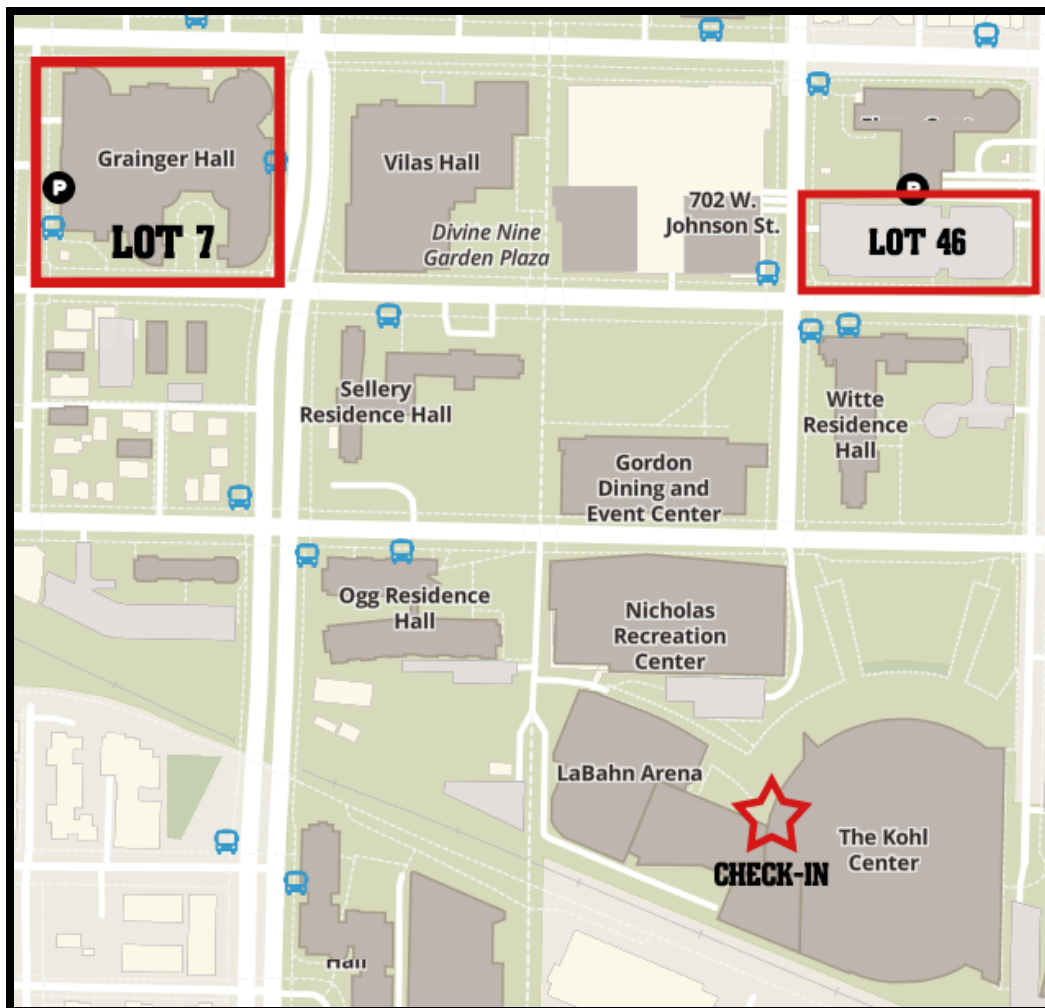 Grainger Hall
P
LOT 7
Vilas Hall
Divine Nine
Garden Plaza
702 W.
Johnson St.
P
LOT 46
Sellery
Residence Hall
Witte
Residence
Hall
Gordon
Dining and
Event Center
Ogg Residence
Hall
Nicholas
Recreation
Center
LaBahn Arena
The Kohl
Center
CHECK-IN
Hall